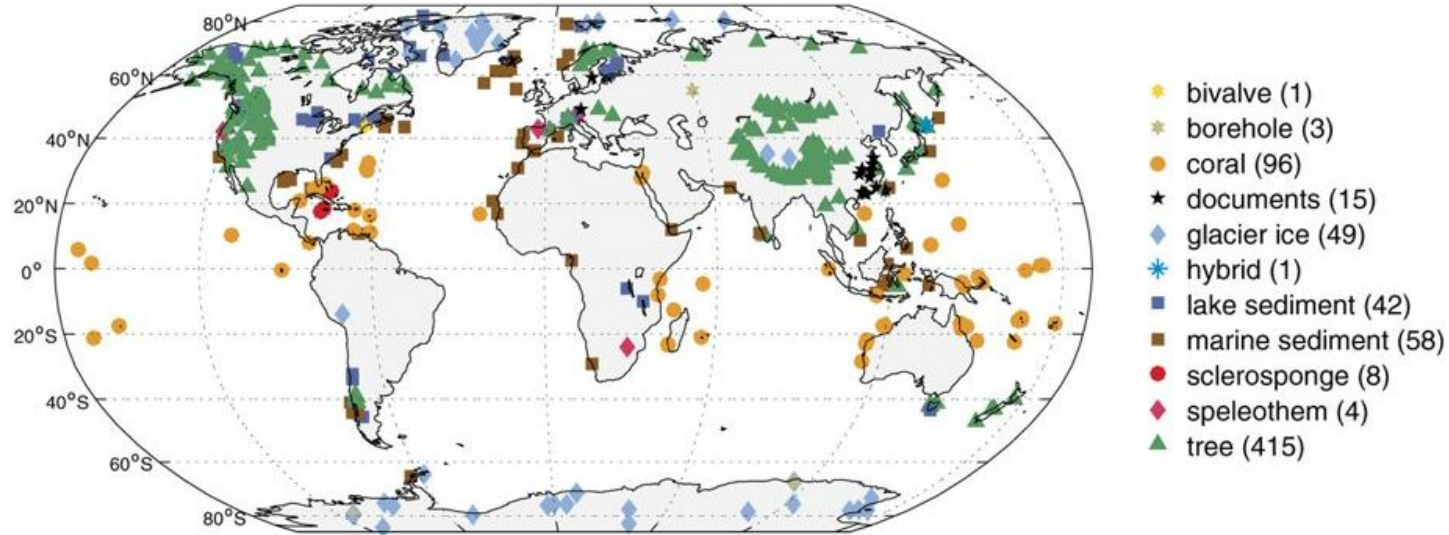 80°N
60°N
40°N
20°N
0°
20°S
40°S
60°S
80°S
bivalve (1)
borehole (3)
coral (96)
documents (15)
glacier ice (49)
hybrid (1)
lake sediment (42)
marine sediment (58)
sclerosponge (8)
speleothem (4)
tree (415)